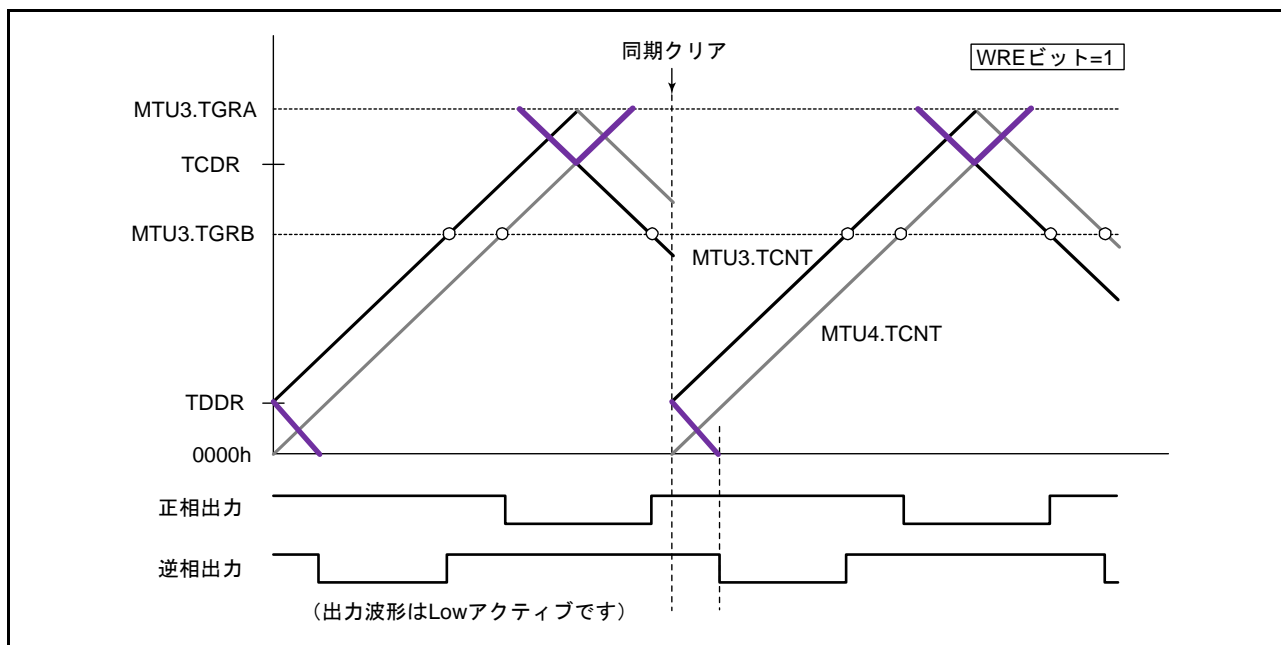 同期クリア
WREビット=1
MTU3.TGRA
TCDR
MTU3.TGRB
MTU3.TCNT
MTU4.TCNT
TDDR
0000h
正相出力
逆相出力
（出力波形はLowアクティブです）